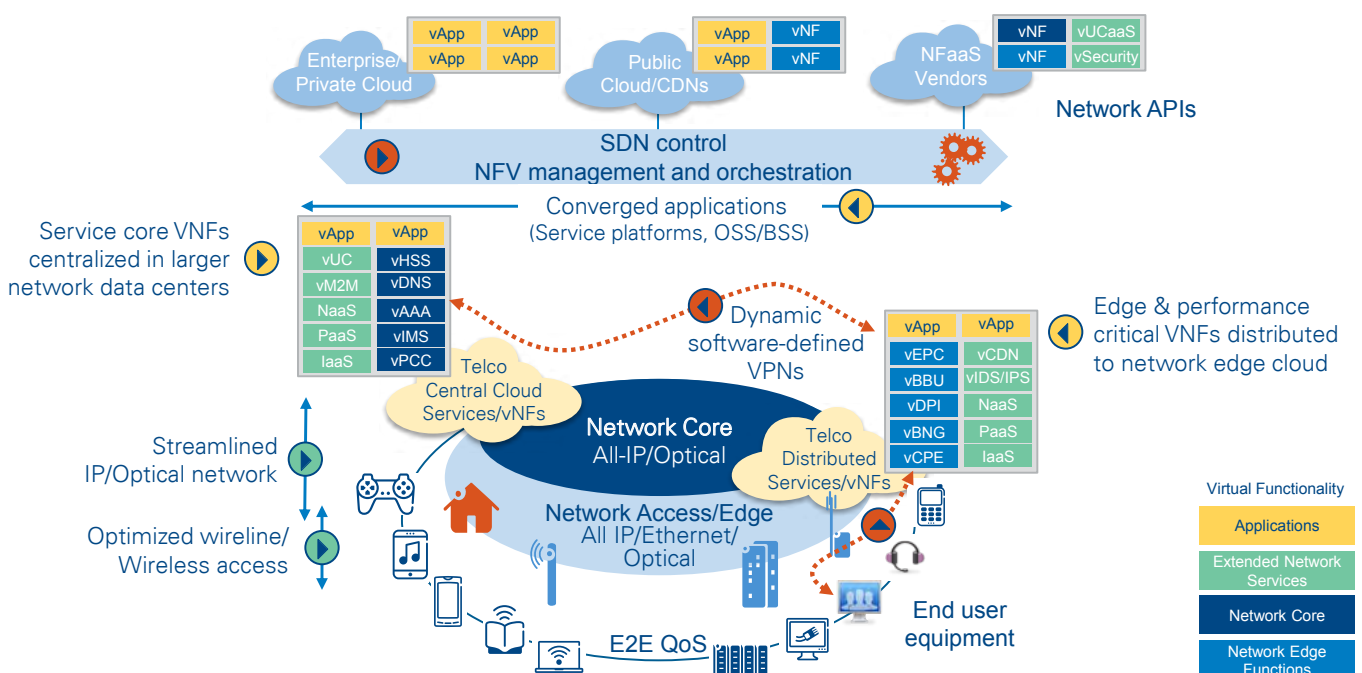 Enterprise/
Private Cloud
vApp vApp
vApp vApp
Public
Cloud/CDNs
vApp vNF
vApp vNF
NFaaS
Vendors
vNF vUCaaS
vNF vSecurity
Network APIs
SDN control
NFV management and orchestration
Converged applications
(Service platforms, OSS/BSS)
Service core VNFs
centralized in larger
network data centers
vApp vApp
vUC vHSS
vM2M vDNS
NaaS vAAA
PaaS vIMS
IaaS vPCC
Dynamic
software-defined
VPNs
vApp vApp
vEPC vCDN
vBBU vIDS/IPS
vDPI NaaS
vBNG PaaS
vCPE IaaS
Edge & performance
critical VNFs distributed
to network edge cloud
Telco
Central Cloud
Services/vNFs
Network Core
All-IP/Optical
Telco
Distributed
Services/vNFs
Streamlined
IP/Optical network
Network Access/Edge
All IP/Ethernet/
Optical
Optimized wireline/
Wireless access
End user
equipment
E2E QoS
Virtual Functionality
Applications
Extended Network
Services
Network Core
Network Edge
Functions